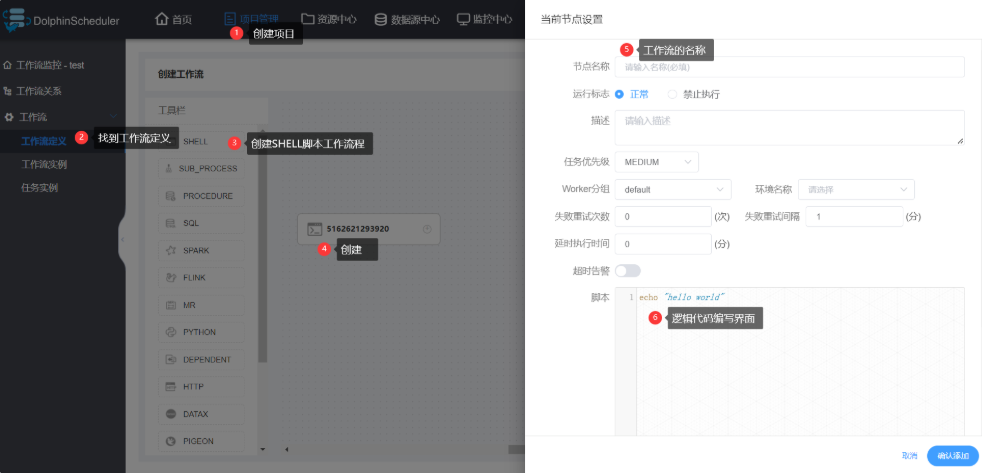 DolphinScheduler
首页
项目管理
资源中心
数据源中心
监控中心
1 创建项目
工作流监控 - test
工作流关系
工作流
工作流定义
2 找到工作流定义
工作流实例
任务实例
创建工作流
工具栏
SHELL
3 创建SHELL脚本工作流程
SUB_PROCESS
PROCEDURE
SQL
SPARK
FLINK
MR
PYTHON
DEPENDENT
HTTP
DATAX
PIGEON
5162621293920
4 创建
当前节点设置
5 工作流的名称
节点名称 请输入名称(必填)
运行标志 正常 禁止执行
描述 请输入描述
任务优先级 MEDIUM
Worker分组 default 环境名称 请选择
失败重试次数 0 (次) 失败重试间隔 1 (分)
延时执行时间 0 (分)
超时告警
脚本 1 echo "hello world"
6 逻辑代码编写界面
取消 确认添加